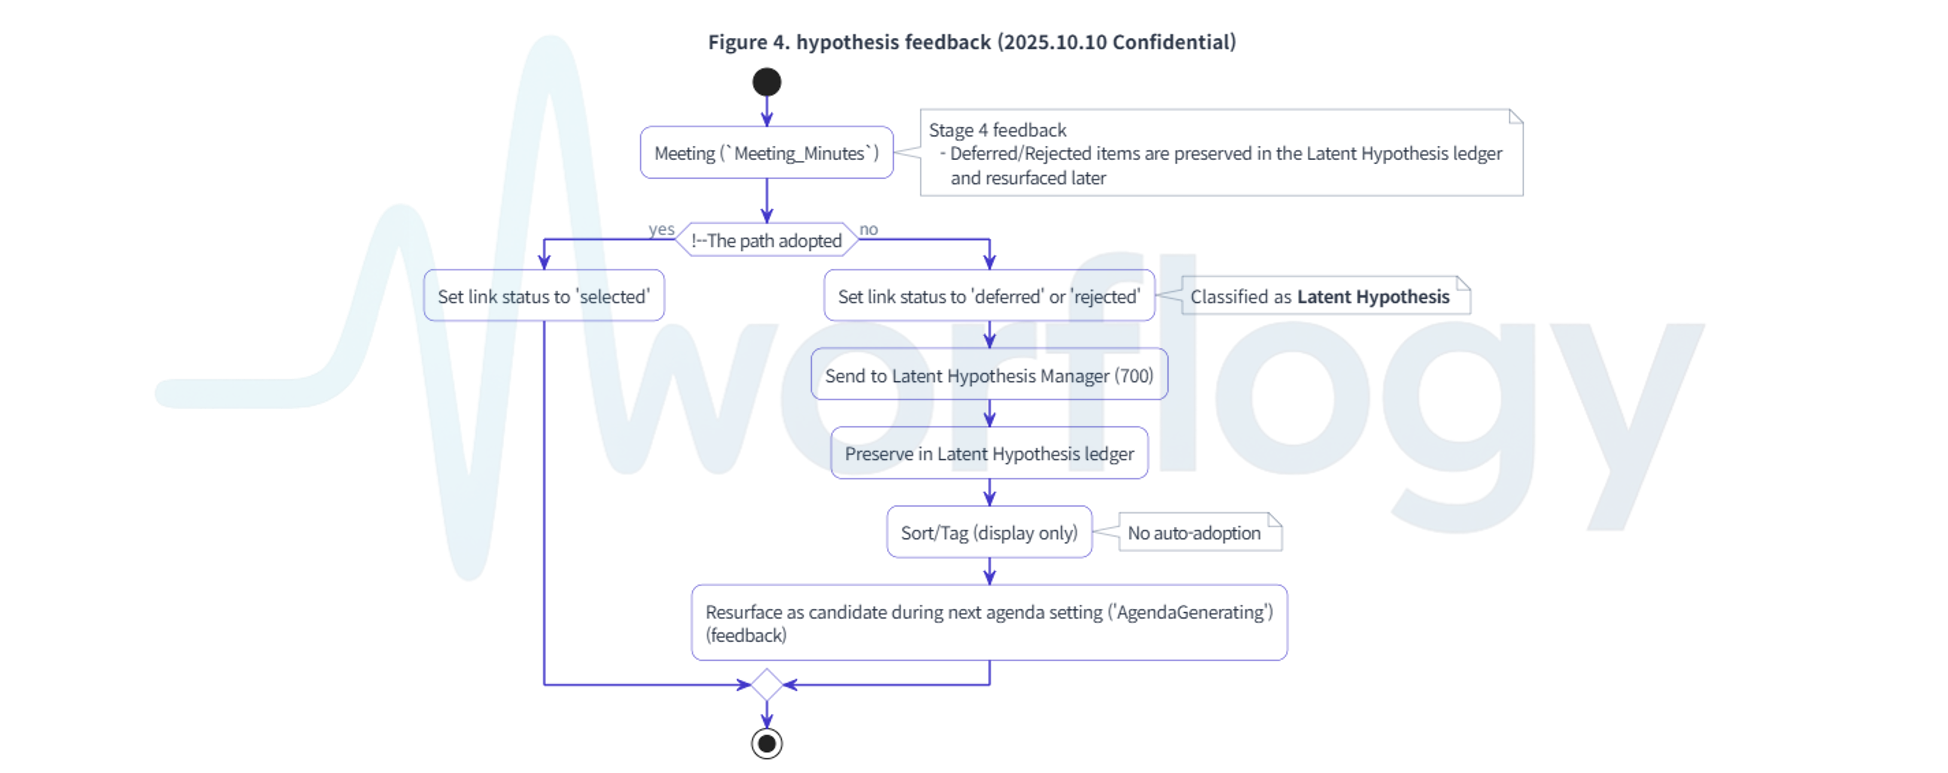 Figure 4. hypothesis feedback (2025.10.10 Confidential)
Meeting (`Meeting_Minutes`)
Stage 4 feedback
- Deferred/Rejected items are preserved in the Latent Hypothesis ledger
and resurfaced later
yes
!--The path adopted
no
Set link status to 'selected'
Set link status to 'deferred' or 'rejected'
Classified as Latent Hypothesis
Send to Latent Hypothesis Manager (700)
Preserve in Latent Hypothesis ledger
Sort/Tag (display only)
No auto-adoption
Resurface as candidate during next agenda setting ('AgendaGenerating')
(feedback)
worflogy